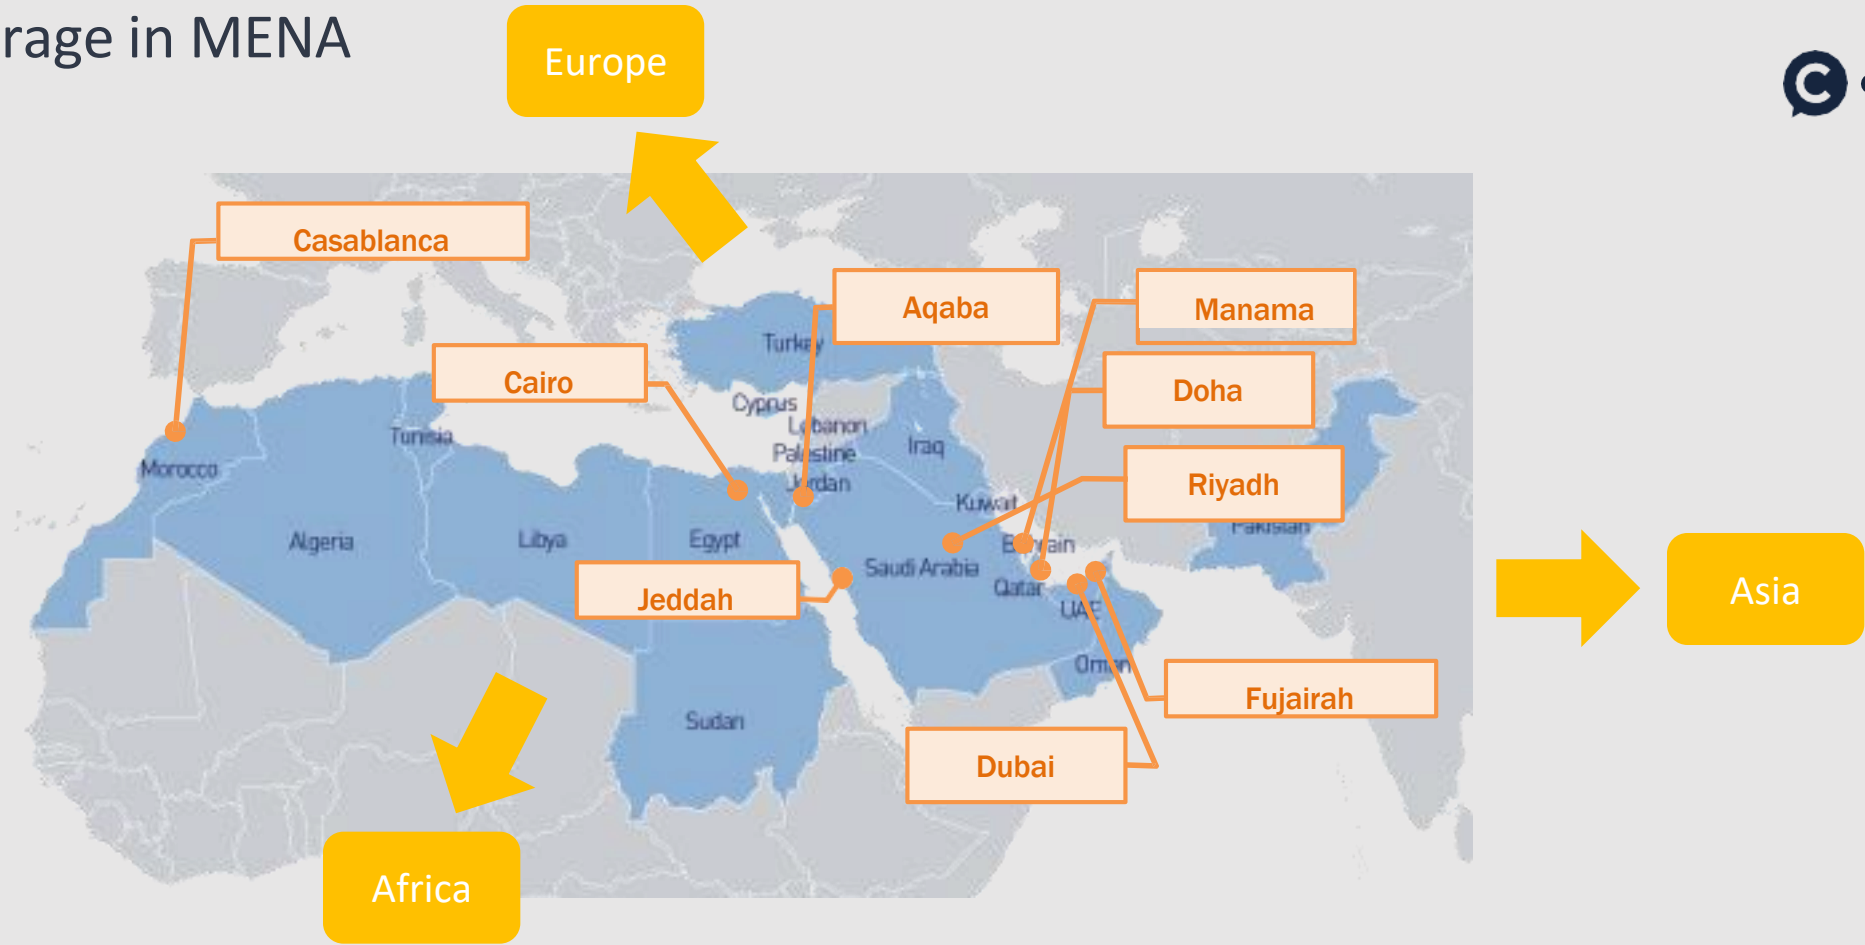 rage in MENA
Europe
Casablanca
Aqaba
Manama
Turkey
Cairo
Doha
Cyprus
Lebanon
Tunisia
Palestine
Iraq
Morocco
Jordan
Riyadh
Kuwait
Pakistan
Algeria
Libya
Egypt
Bahrain
Saudi Arabia
Qatar
Jeddah
UAE
Asia
Oman
Fujairah
Sudan
Dubai
Africa